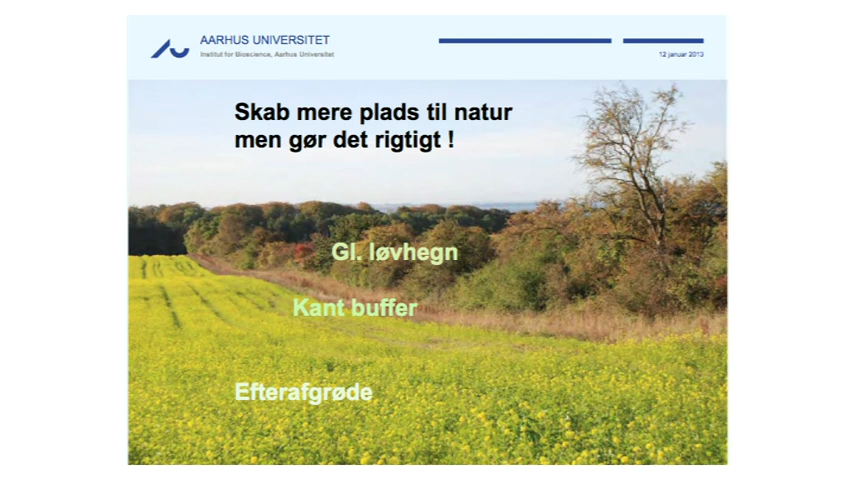 AARHUS UNIVERSITET
Institut for Bioscience, Aarhus Universitet
12 januar 2013
Skab mere plads til natur
men gør det rigtigt !
Gl. løvhegn
Kant buffer
Efterafgrøde